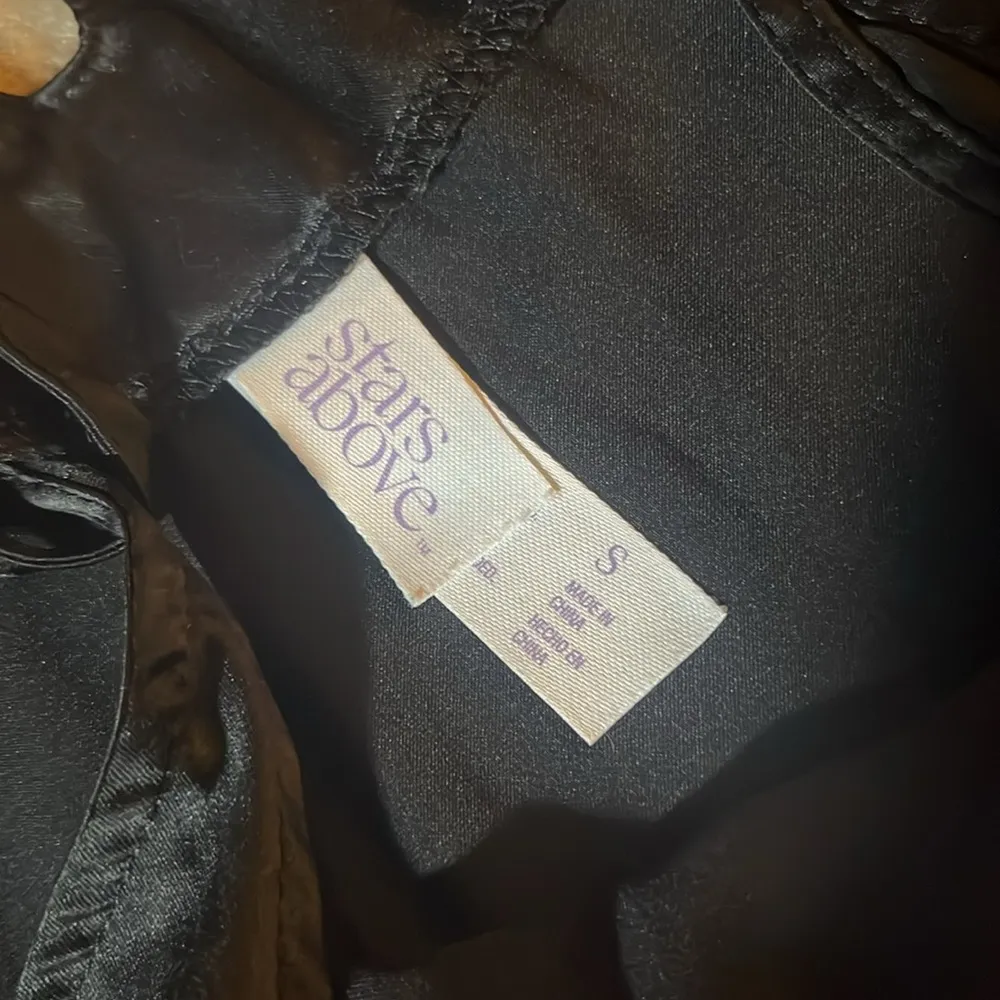 stars
above
TM
S
MADE IN
CHINA
HECHO EN
CHINA